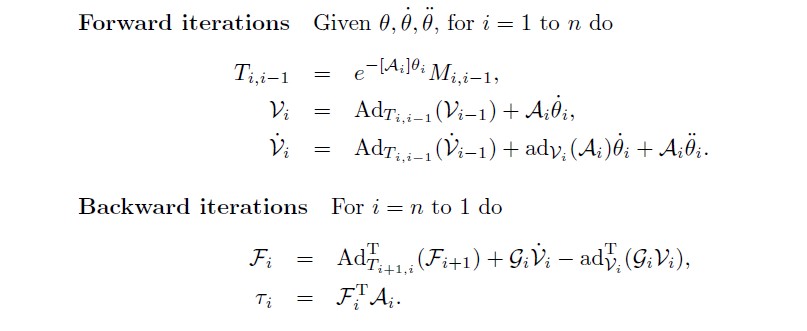 Forward iterations Given θ, θ̇, θ̈, for i = 1 to n do
T_{i,i−1} = e^{−[𝒜_i]θ_i} M_{i,i−1},
𝒱_i = Ad_{T_{i,i−1}}(𝒱_{i−1}) + 𝒜_i θ̇_i,
𝒱̇_i = Ad_{T_{i,i−1}}(𝒱̇_{i−1}) + ad_{𝒱_i}(𝒜_i)θ̇_i + 𝒜_i θ̈_i.
Backward iterations For i = n to 1 do
ℱ_i = Ad^T_{T_{i+1,i}}(ℱ_{i+1}) + 𝒢_i 𝒱̇_i − ad^T_{𝒱_i}(𝒢_i 𝒱_i),
τ_i = ℱ_i^T 𝒜_i.